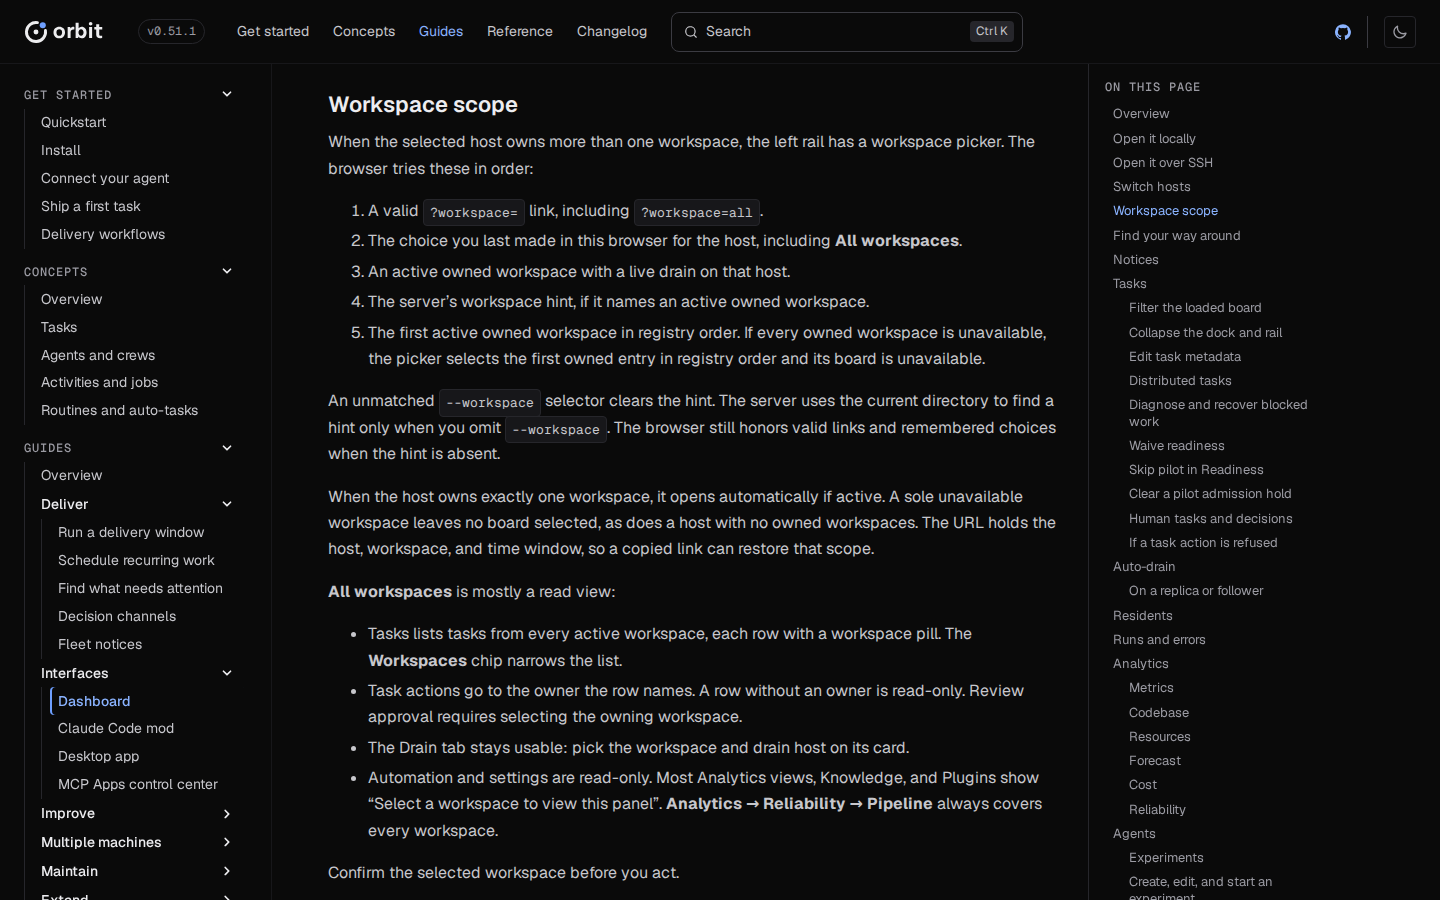 orbit
v0.51.1
Get started
Concepts
Guides
Reference
Changelog
Search
Ctrl K
GET STARTED
Quickstart
Install
Connect your agent
Ship a first task
Delivery workflows
CONCEPTS
Overview
Tasks
Agents and crews
Activities and jobs
Routines and auto-tasks
GUIDES
Overview
Deliver
Run a delivery window
Schedule recurring work
Find what needs attention
Decision channels
Fleet notices
Interfaces
Dashboard
Claude Code mod
Desktop app
MCP Apps control center
Improve
Multiple machines
Maintain
Extend
Workspace scope
When the selected host owns more than one workspace, the left rail has a workspace picker. The
browser tries these in order:
1. A valid ?workspace= link, including ?workspace=all.
2. The choice you last made in this browser for the host, including All workspaces.
3. An active owned workspace with a live drain on that host.
4. The server’s workspace hint, if it names an active owned workspace.
5. The first active owned workspace in registry order. If every owned workspace is unavailable,
the picker selects the first owned entry in registry order and its board is unavailable.
An unmatched --workspace selector clears the hint. The server uses the current directory to find a
hint only when you omit --workspace. The browser still honors valid links and remembered choices
when the hint is absent.
When the host owns exactly one workspace, it opens automatically if active. A sole unavailable
workspace leaves no board selected, as does a host with no owned workspaces. The URL holds the
host, workspace, and time window, so a copied link can restore that scope.
All workspaces is mostly a read view:
• Tasks lists tasks from every active workspace, each row with a workspace pill. The
Workspaces chip narrows the list.
• Task actions go to the owner the row names. A row without an owner is read-only. Review
approval requires selecting the owning workspace.
• The Drain tab stays usable: pick the workspace and drain host on its card.
• Automation and settings are read-only. Most Analytics views, Knowledge, and Plugins show
“Select a workspace to view this panel”. Analytics → Reliability → Pipeline always covers
every workspace.
Confirm the selected workspace before you act.
ON THIS PAGE
Overview
Open it locally
Open it over SSH
Switch hosts
Workspace scope
Find your way around
Notices
Tasks
Filter the loaded board
Collapse the dock and rail
Edit task metadata
Distributed tasks
Diagnose and recover blocked
work
Waive readiness
Skip pilot in Readiness
Clear a pilot admission hold
Human tasks and decisions
If a task action is refused
Auto-drain
On a replica or follower
Residents
Runs and errors
Analytics
Metrics
Codebase
Resources
Forecast
Cost
Reliability
Agents
Experiments
Create, edit, and start an
experiment